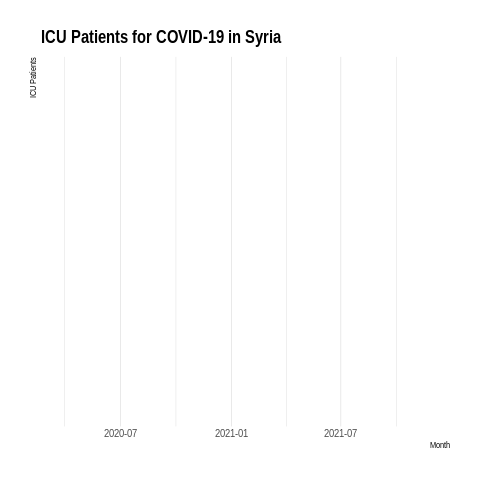 ICU Patients for COVID-19 in Syria
ICU Patients
2020-07
2021-01
2021-07
Month